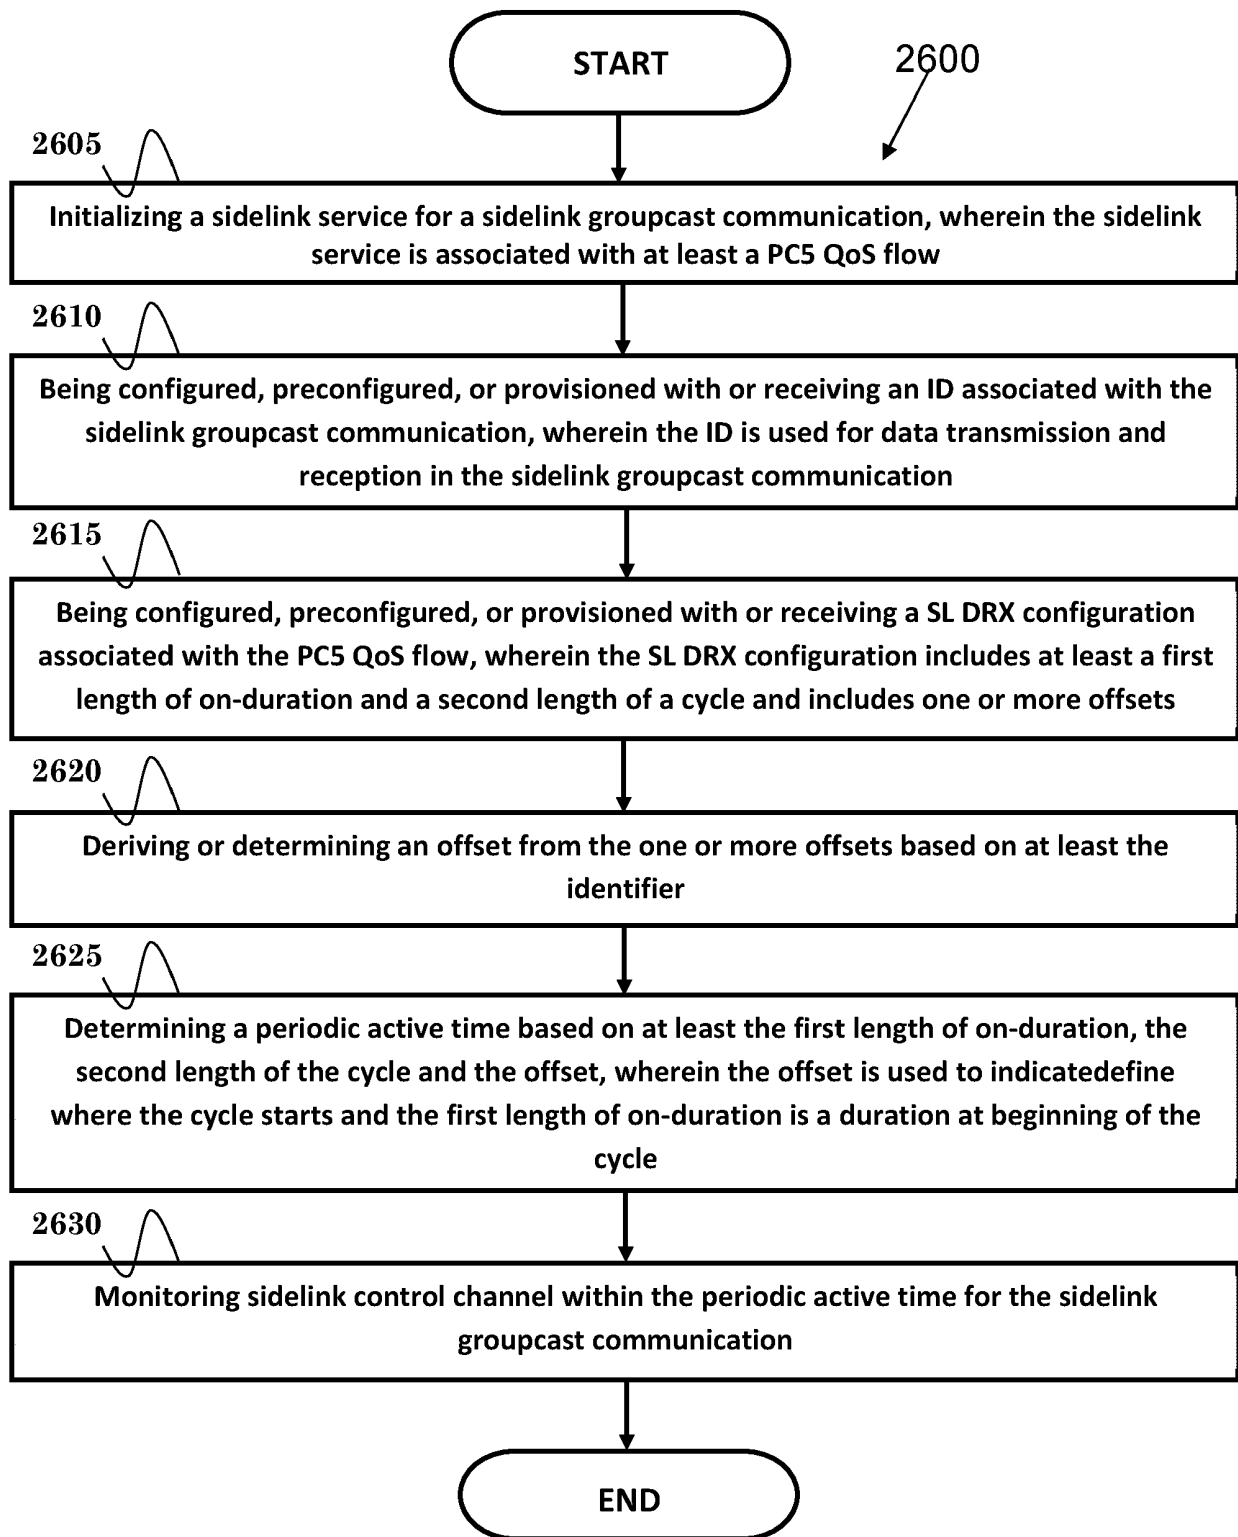 START
2600
2605
Initializing a sidelink service for a sidelink groupcast communication, wherein the sidelink
service is associated with at least a PC5 QoS flow
2610
Being configured, preconfigured, or provisioned with or receiving an ID associated with the
sidelink groupcast communication, wherein the ID is used for data transmission and
reception in the sidelink groupcast communication
2615
Being configured, preconfigured, or provisioned with or receiving a SL DRX configuration
associated with the PC5 QoS flow, wherein the SL DRX configuration includes at least a first
length of on-duration and a second length of a cycle and includes one or more offsets
2620
Deriving or determining an offset from the one or more offsets based on at least the
identifier
2625
Determining a periodic active time based on at least the first length of on-duration, the
second length of the cycle and the offset, wherein the offset is used to indicatedefine
where the cycle starts and the first length of on-duration is a duration at beginning of the
cycle
2630
Monitoring sidelink control channel within the periodic active time for the sidelink
groupcast communication
END